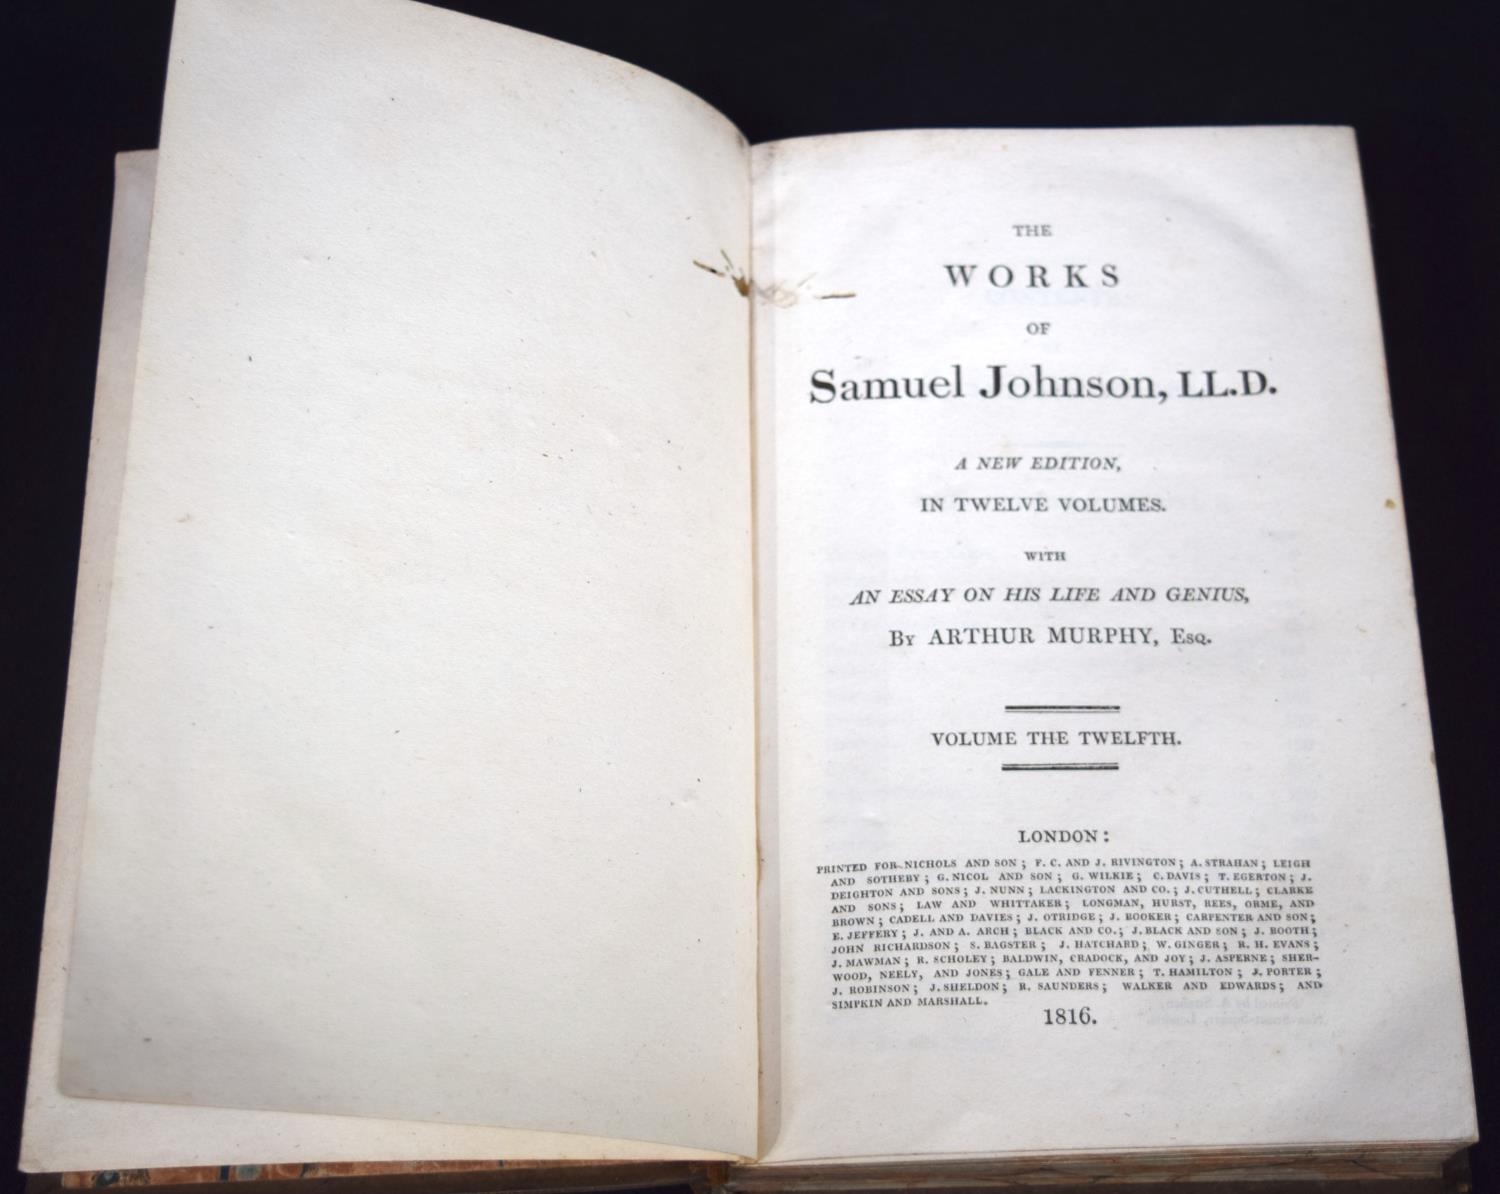 THE
WORKS
OF
Samuel Johnson, LL.D.
A NEW EDITION,
IN TWELVE VOLUMES.
WITH
AN ESSAY ON HIS LIFE AND GENIUS,
By ARTHUR MURPHY, Esq.
VOLUME THE TWELFTH.
LONDON:
PRINTED FOR NICHOLS AND SON; F. C. AND J. RIVINGTON; A. STRAHAN; LEIGH
AND SOTHEBY; G. NICOL AND SON; G. WILKIE; C. DAVIS; T. EGERTON; J.
DEIGHTON AND SONS; J. NUNN; LACKINGTON AND CO.; J. CUTHELL; CLARKE
AND SONS; LAW AND WHITTAKER; LONGMAN, HURST, REES, ORME, AND
BROWN; CADELL AND DAVIES; J. OTRIDGE; J. BOOKER; CARPENTER AND SON;
E. JEFFERY; J. AND A. ARCH; BLACK AND CO.; J. BLACK AND SON; J. BOOTH;
JOHN RICHARDSON; S. BAGSTER; J. HATCHARD; W. GINGER; R. H. EVANS;
J. MAWMAN; R. SCHOLEY; BALDWIN, CRADOCK, AND JOY; J. ASPERNE; SHER-
WOOD, NEELY, AND JONES; GALE AND FENNER; T. HAMILTON; J. PORTER;
J. ROBINSON; J. SHELDON; R. SAUNDERS; WALKER AND EDWARDS; AND
SIMPKIN AND MARSHALL.
1816.